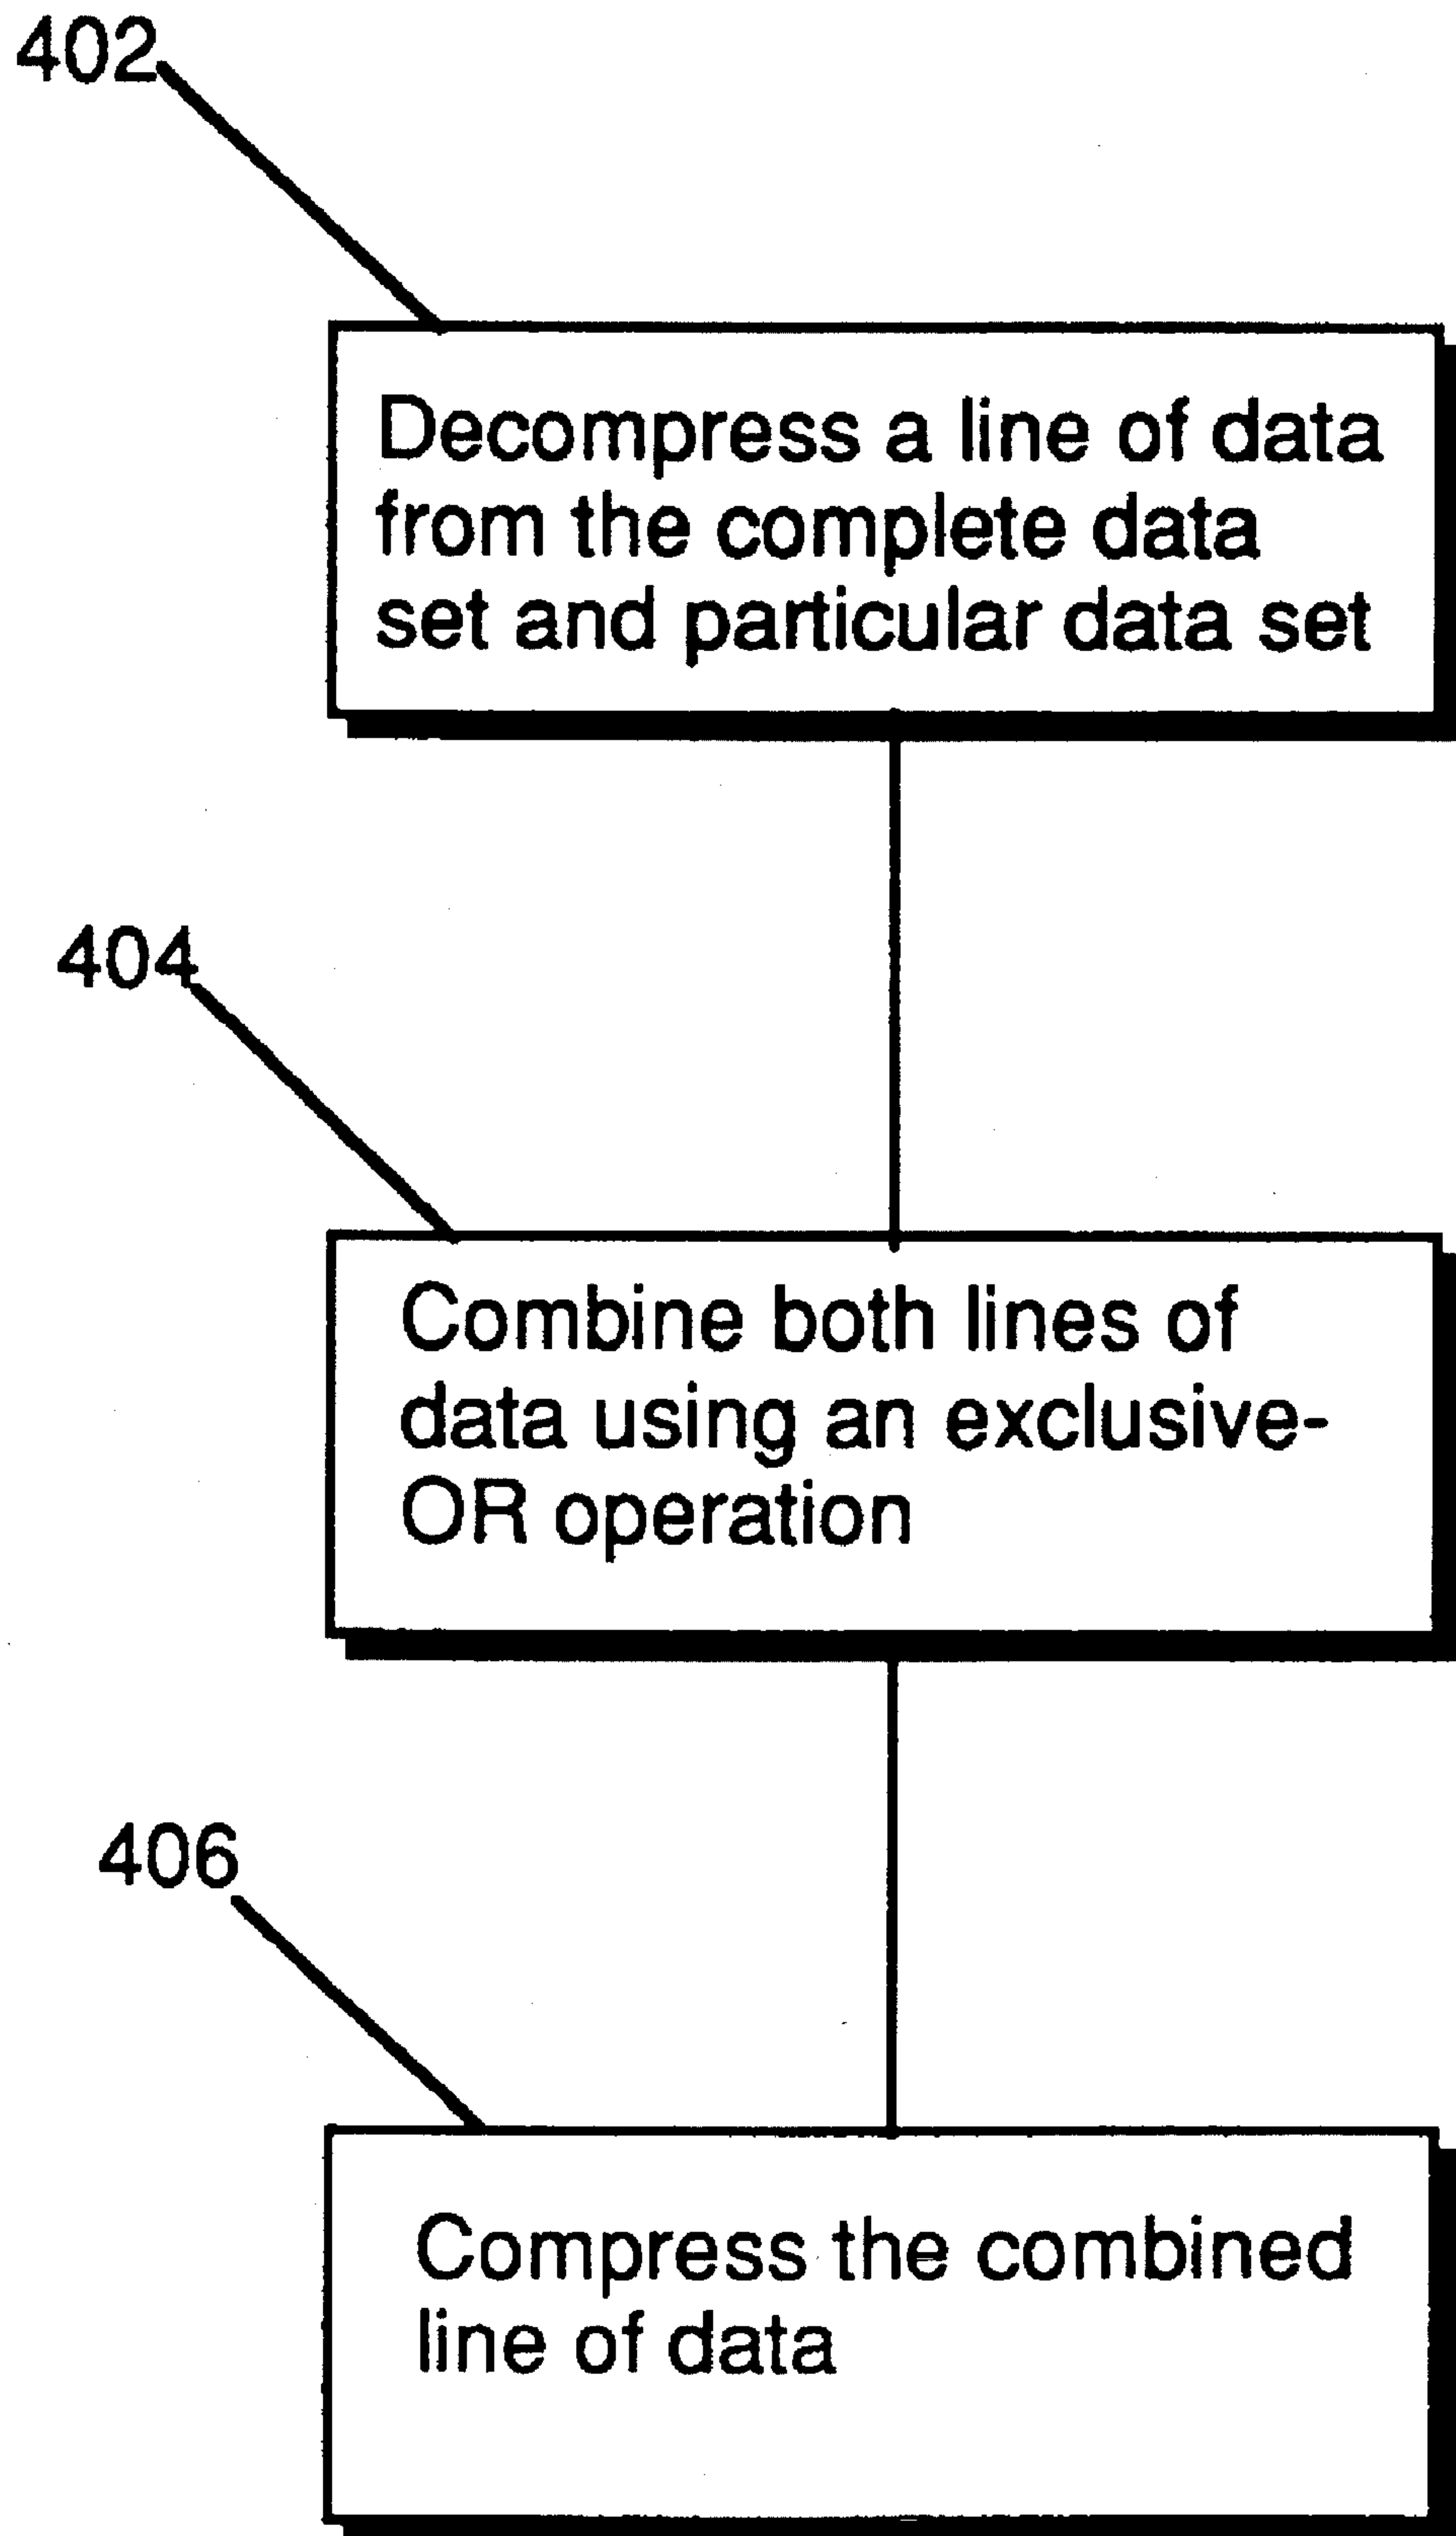 402
Decompress a line of data
from the complete data
set and particular data set
404
Combine both lines of
data using an exclusive-
OR operation
406
Compress the combined
line of data